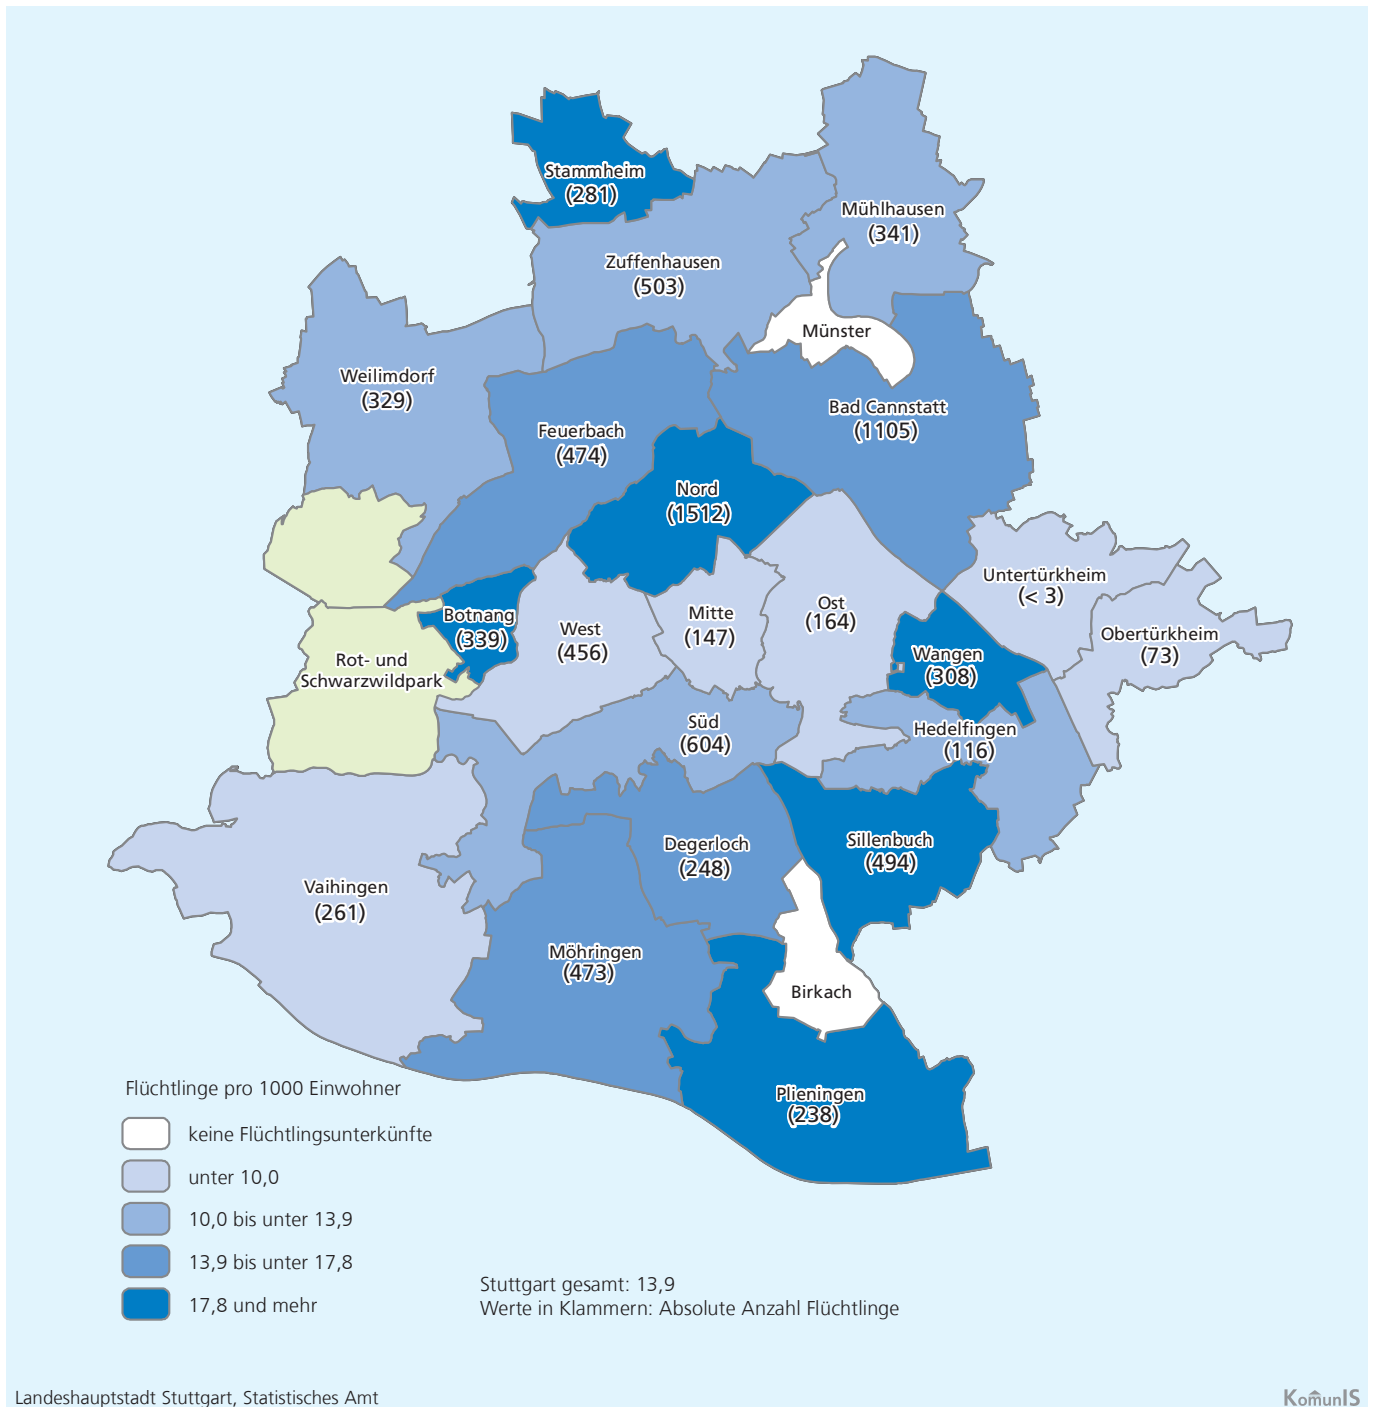 Stammheim
(281)
Mühlhausen
(341)
Zuffenhausen
(503)
Münster
Weilimdorf
(329)
Bad Cannstatt
(1105)
Feuerbach
(474)
Nord
(1512)
Untertürkheim
(< 3)
Botnang
(339)
West
(456)
Mitte
(147)
Ost
(164)
Obertürkheim
(73)
Rot- und
Schwarzwildpark
Wangen
(308)
Süd
(604)
Hedelfingen
(116)
Degerloch
(248)
Sillenbuch
(494)
Vaihingen
(261)
Möhringen
(473)
Birkach
Plieningen
(238)
Flüchtlinge pro 1000 Einwohner
keine Flüchtlingsunterkünfte
unter 10,0
10,0 bis unter 13,9
13,9 bis unter 17,8
17,8 und mehr
Stuttgart gesamt: 13,9
Werte in Klammern: Absolute Anzahl Flüchtlinge
Landeshauptstadt Stuttgart, Statistisches Amt
KomunIS